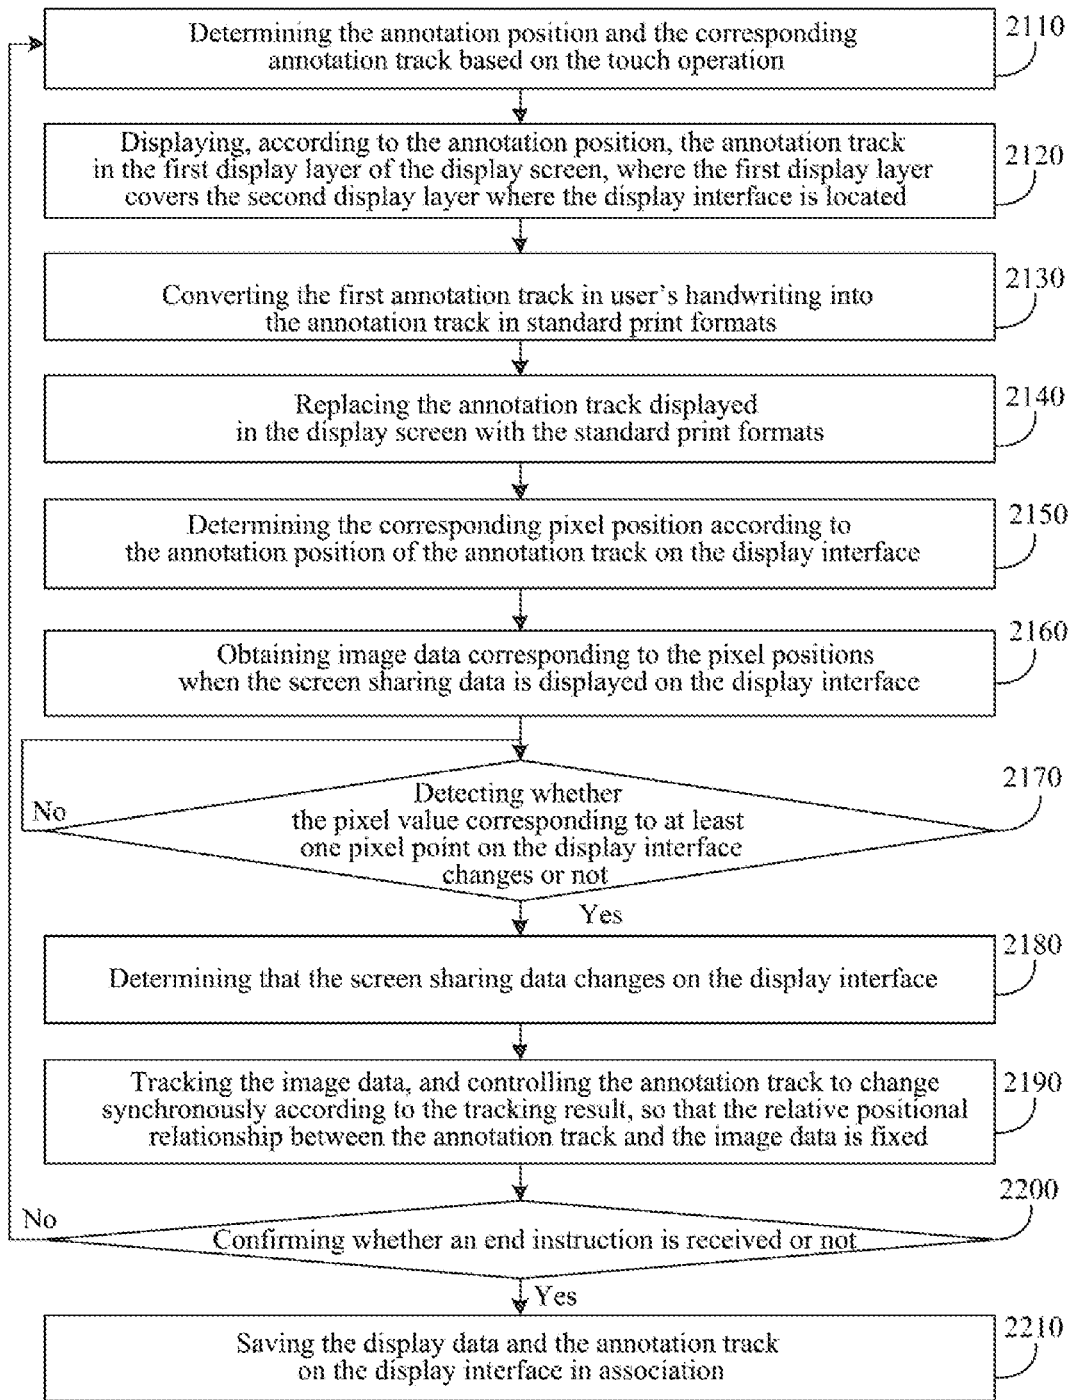 Determining the annotation position and the corresponding
annotation track based on the touch operation
2110
Displaying, according to the annotation position, the annotation track
in the first display layer of the display screen, where the first display layer
covers the second display layer where the display interface is located
2120
Converting the first annotation track in user's handwriting into
the annotation track in standard print formats
2130
Replacing the annotation track displayed
in the display screen with the standard print formats
2140
Determining the corresponding pixel position according to
the annotation position of the annotation track on the display interface
2150
Obtaining image data corresponding to the pixel positions
when the screen sharing data is displayed on the display interface
2160
No
Detecting whether
the pixel value corresponding to at least
one pixel point on the display interface
changes or not
2170
Yes
Determining that the screen sharing data changes on the display interface
2180
Tracking the image data, and controlling the annotation track to change
synchronously according to the tracking result, so that the relative positional
relationship between the annotation track and the image data is fixed
2190
No
Confirming whether an end instruction is received or not
2200
Yes
Saving the display data and the annotation track
on the display interface in association
2210